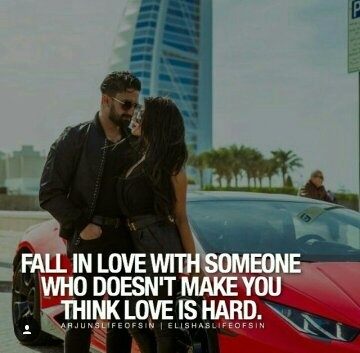 FALL IN LOVE WITH SOMEONE
WHO DOESN'T MAKE YOU
THINK LOVE IS HARD.
ARJUNSLIFEOFSIN | ELISHASLIFEOFSIN